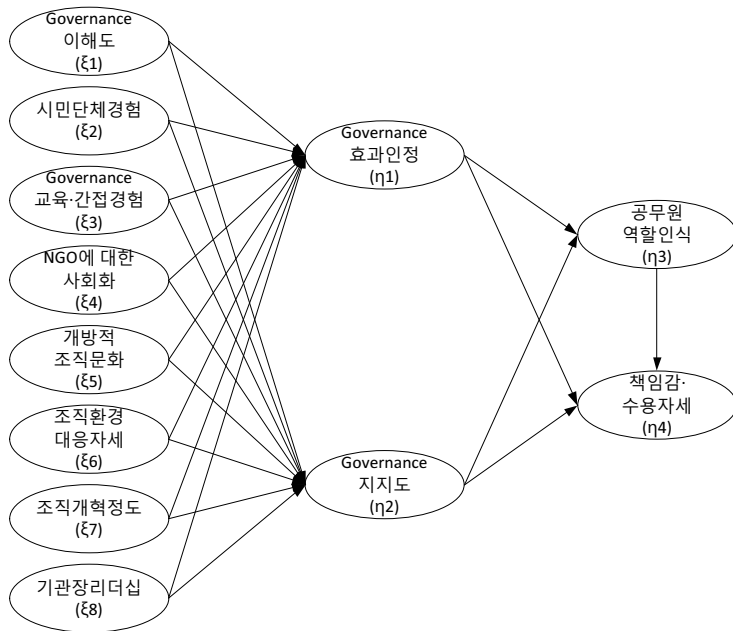 Governance
이해도
(ξ1)
시민단체경험
(ξ2)
Governance
교육·간접경험
(ξ3)
NGO에 대한
사회화
(ξ4)
개방적
조직문화
(ξ5)
조직환경
대응자세
(ξ6)
조직개혁정도
(ξ7)
기관장리더십
(ξ8)
Governance
효과인정
(η1)
Governance
지지도
(η2)
공무원
역할인식
(η3)
책임감·
수용자세
(η4)